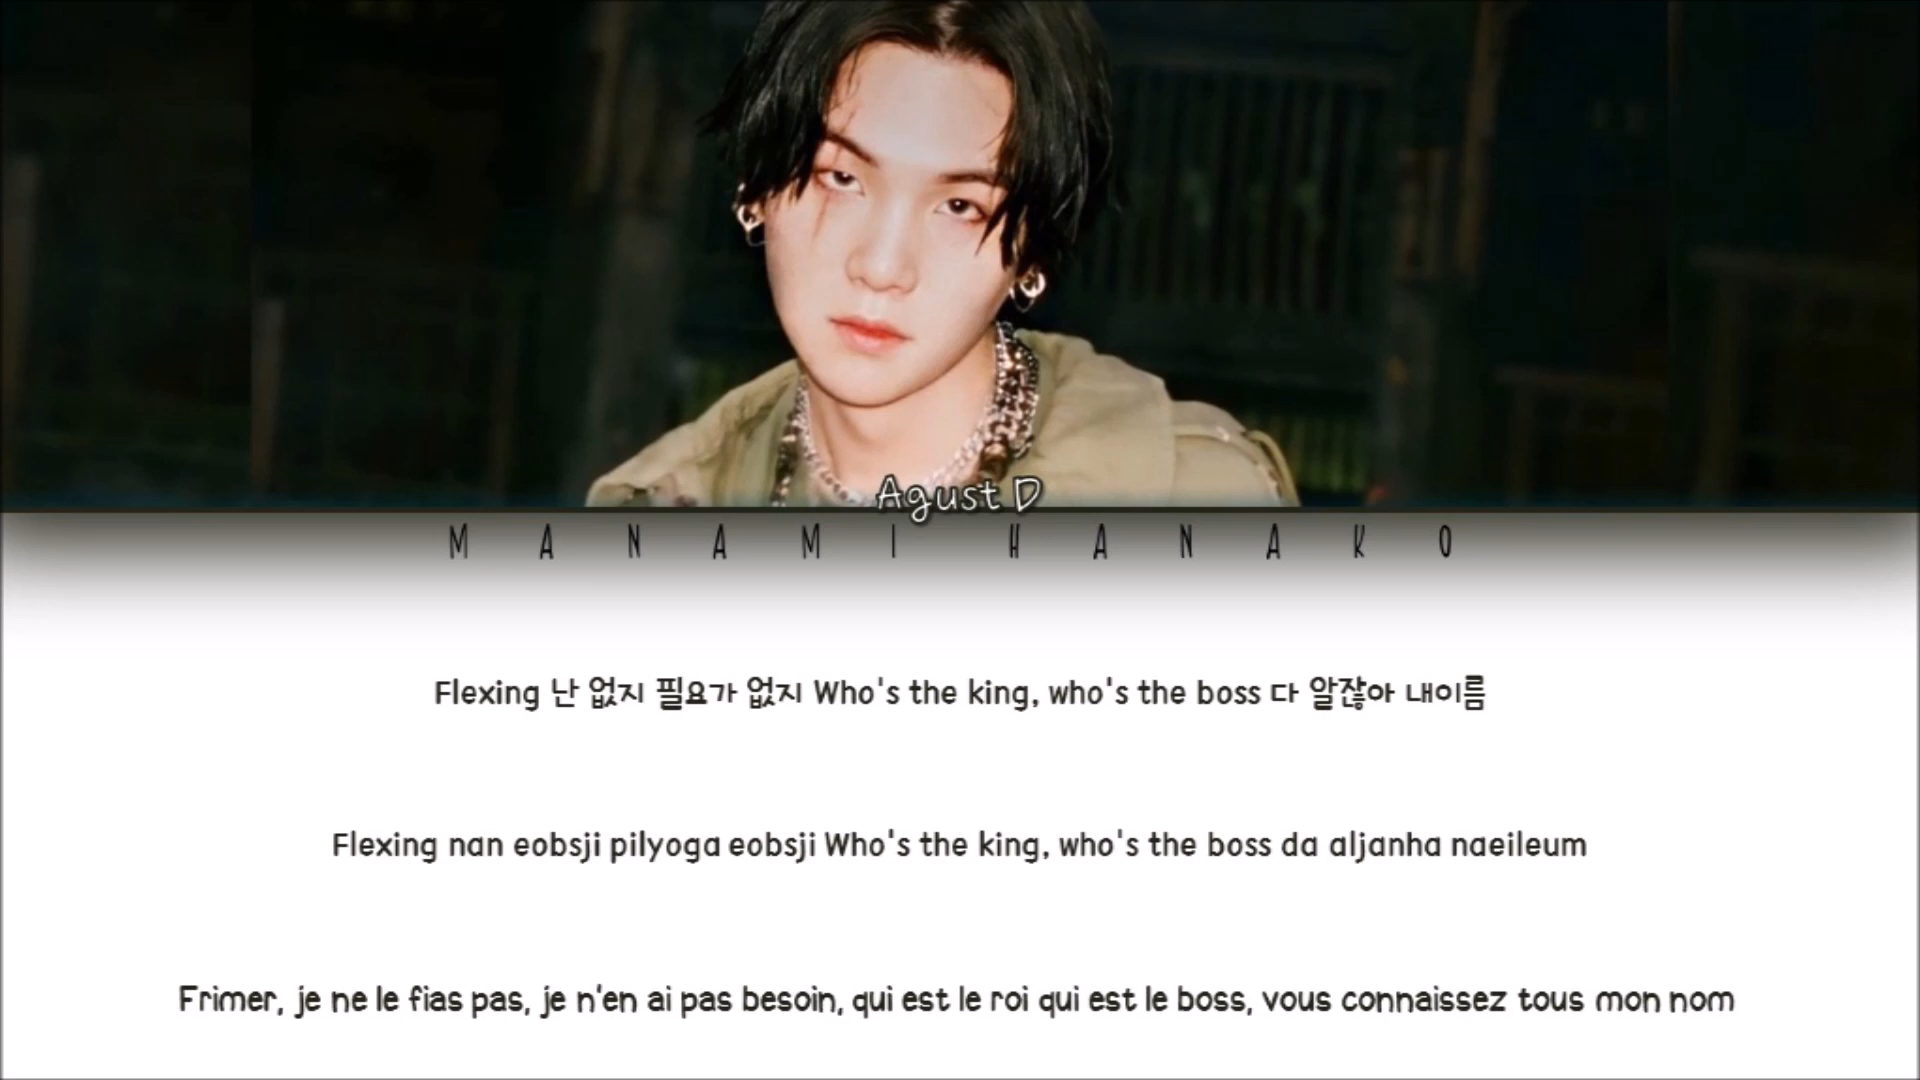 Agust D
MANAMI HANAKO
Flexing 난 없지 필요가 없지 Who's the king, who's the boss 다 알잖아 내이름
Flexing nan eobsji pilyoga eobsji Who's the king, who's the boss da aljanha naeileum
Frimer, je ne le fias pas, je n'en ai pas besoin, qui est le roi qui est le boss, vous connaissez tous mon nom